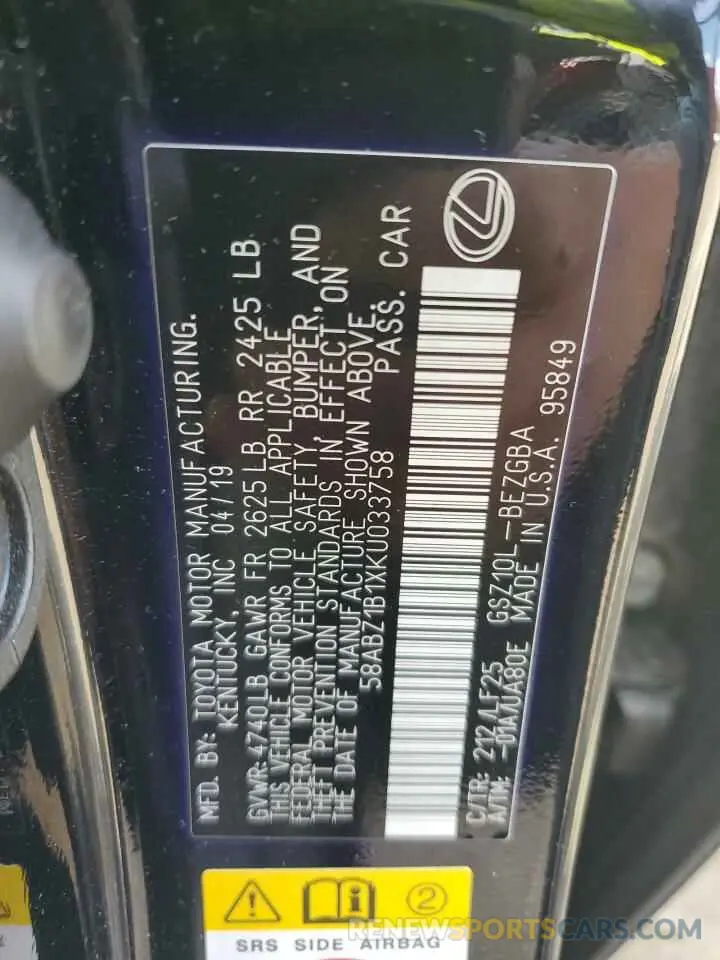 MFD. BY: TOYOTA MOTOR MANUFACTURING.
KENTUCKY, INC 04/19
GVWR: 4740LB GAWR FR 2625LB RR 2425 LB
THIS VEHICLE CONFORMS TO ALL APPLICABLE
FEDERAL MOTOR VEHICLE SAFETY, BUMPER, AND
THEFT PREVENTION STANDARDS IN EFFECT ON
THE DATE OF MANUFACTURE SHOWN ABOVE.
58ABZ1B1XKU033758 PASS. CAR
C/TR: 212/LF25 GSZ10L-BEZGBA
A/TM: -01A/UA80E MADE IN U.S.A. 95849
2
SRS SIDE AIRBAG
RENEWSPORTSCARS.COM